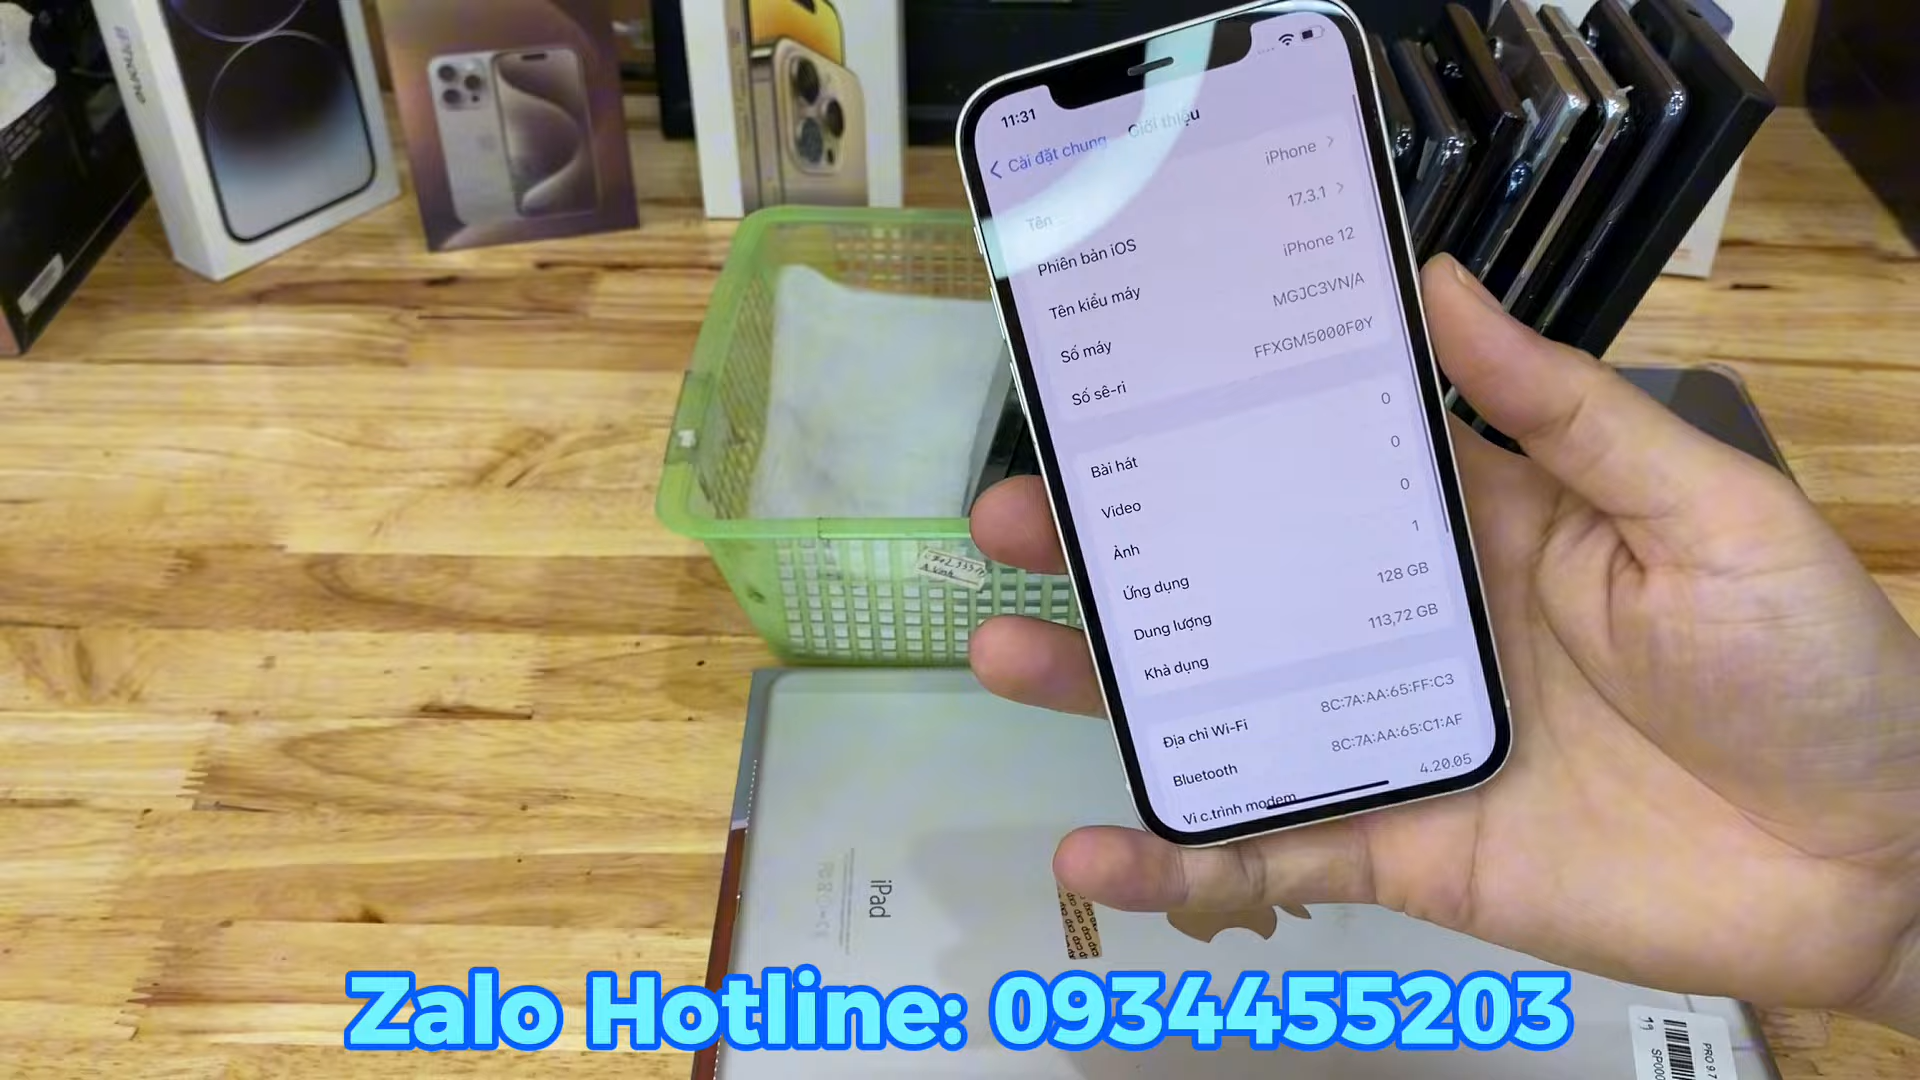 11:31
Cài đặt chung
Giới thiệu
Tên
iPhone
Phiên bản iOS
17.3.1
Tên kiểu máy
iPhone 12
Số máy
MGJC3VN/A
Số sê-ri
FFXGM5000F0Y
Bài hát
0
Video
0
Ảnh
0
Ứng dụng
1
Dung lượng
128 GB
Khả dụng
113,72 GB
Địa chỉ Wi-Fi
8C:7A:AA:65:FF:C3
Bluetooth
8C:7A:AA:65:C1:AF
Vi c.trình modem
4.20.05
iPad
Zalo Hotline: 0934455203